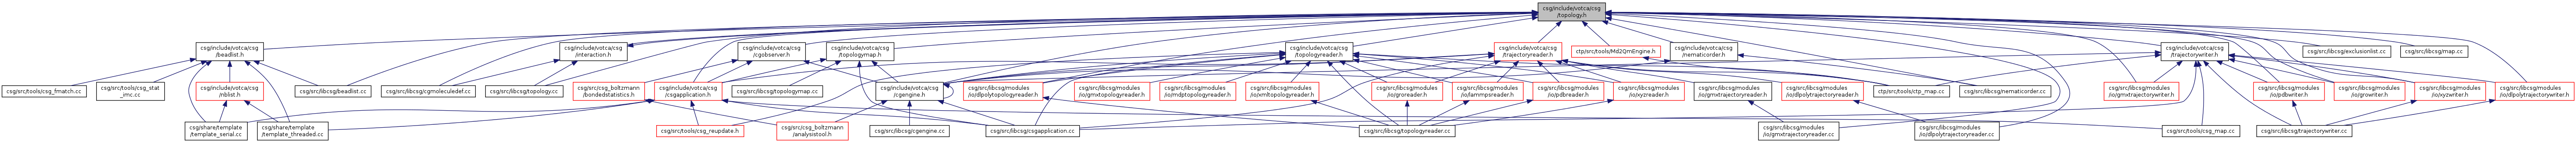 csg/include/votca/csg
/topology.h
csg/include/votca/csg
/beadlist.h
csg/include/votca/csg
/interaction.h
csg/include/votca/csg
/cgobserver.h
csg/include/votca/csg
/topologymap.h
csg/include/votca/csg
/topologyreader.h
csg/include/votca/csg
/trajectoryreader.h
ctp/src/tools/Md2QmEngine.h
csg/include/votca/csg
/nematicorder.h
csg/include/votca/csg
/trajectorywriter.h
csg/src/libcsg/exclusionlist.cc
csg/src/libcsg/map.cc
csg/src/tools/csg_fmatch.cc
csg/src/tools/csg_stat
_imc.cc
csg/include/votca/csg
/nblist.h
csg/src/libcsg/beadlist.cc
csg/src/libcsg/cgmoleculedef.cc
csg/src/libcsg/topology.cc
csg/src/csg_boltzmann
/bondedstatistics.h
csg/include/votca/csg
/csgapplication.h
csg/src/libcsg/topologymap.cc
csg/include/votca/csg
/cgengine.h
csg/src/libcsg/modules
/io/dlpolytopologyreader.h
csg/src/libcsg/modules
/io/gmxtopologyreader.h
csg/src/libcsg/modules
/io/mdptopologyreader.h
csg/src/libcsg/modules
/io/xmltopologyreader.h
csg/src/libcsg/modules
/io/groreader.h
csg/src/libcsg/modules
/io/lammpsreader.h
csg/src/libcsg/modules
/io/pdbreader.h
csg/src/libcsg/modules
/io/xyzreader.h
csg/src/libcsg/modules
/io/gmxtrajectoryreader.h
csg/src/libcsg/modules
/io/dlpolytrajectoryreader.h
ctp/src/tools/ctp_map.cc
csg/src/libcsg/nematicorder.cc
csg/src/libcsg/modules
/io/gmxtrajectorywriter.h
csg/src/libcsg/modules
/io/pdbwriter.h
csg/src/libcsg/modules
/io/growriter.h
csg/src/libcsg/modules
/io/xyzwriter.h
csg/src/libcsg/modules
/io/dlpolytrajectorywriter.h
csg/share/template
/template_serial.cc
csg/share/template
/template_threaded.cc
csg/src/tools/csg_reupdate.h
csg/src/csg_boltzmann
/analysistool.h
csg/src/libcsg/cgengine.cc
csg/src/libcsg/csgapplication.cc
csg/src/libcsg/topologyreader.cc
csg/src/libcsg/modules
/io/gmxtrajectoryreader.cc
csg/src/libcsg/modules
/io/dlpolytrajectoryreader.cc
csg/src/tools/csg_map.cc
csg/src/libcsg/trajectorywriter.cc